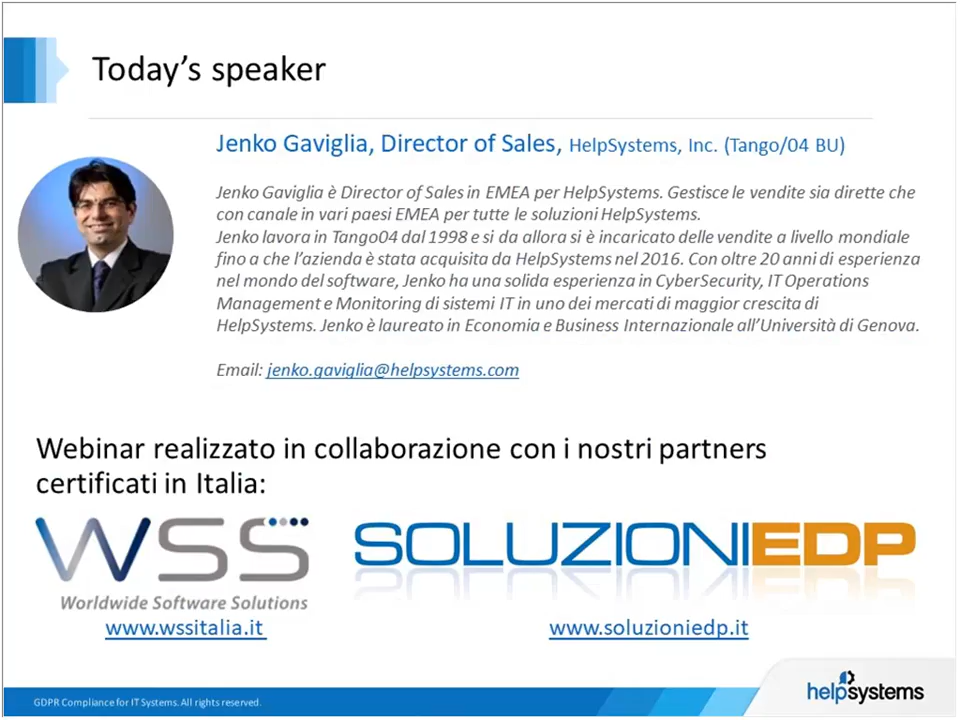 Today's speaker
Jenko Gaviglia, Director of Sales, HelpSystems, Inc. (Tango/04 BU)
Jenko Gaviglia è Director of Sales in EMEA per HelpSystems. Gestisce le vendite sia dirette che
con canale in vari paesi EMEA per tutte le soluzioni HelpSystems.
Jenko lavora in Tango04 dal 1998 e si da allora si è incaricato delle vendite a livello mondiale
fino a che l'azienda è stata acquisita da HelpSystems nel 2016. Con oltre 20 anni di esperienza
nel mondo del software, Jenko ha una solida esperienza in CyberSecurity, IT Operations
Management e Monitoring di sistemi IT in uno dei mercati di maggior crescita di
HelpSystems. Jenko è laureato in Economia e Business Internazionale all'Università di Genova.
Email: jenko.gaviglia@helpsystems.com
Webinar realizzato in collaborazione con i nostri partners
certificati in Italia:
WSS
Worldwide Software Solutions
www.wssitalia.it
SOLUZIONIEDP
www.soluzioniedp.it
GDPR Compliance for IT Systems. All rights reserved.
helpsystems